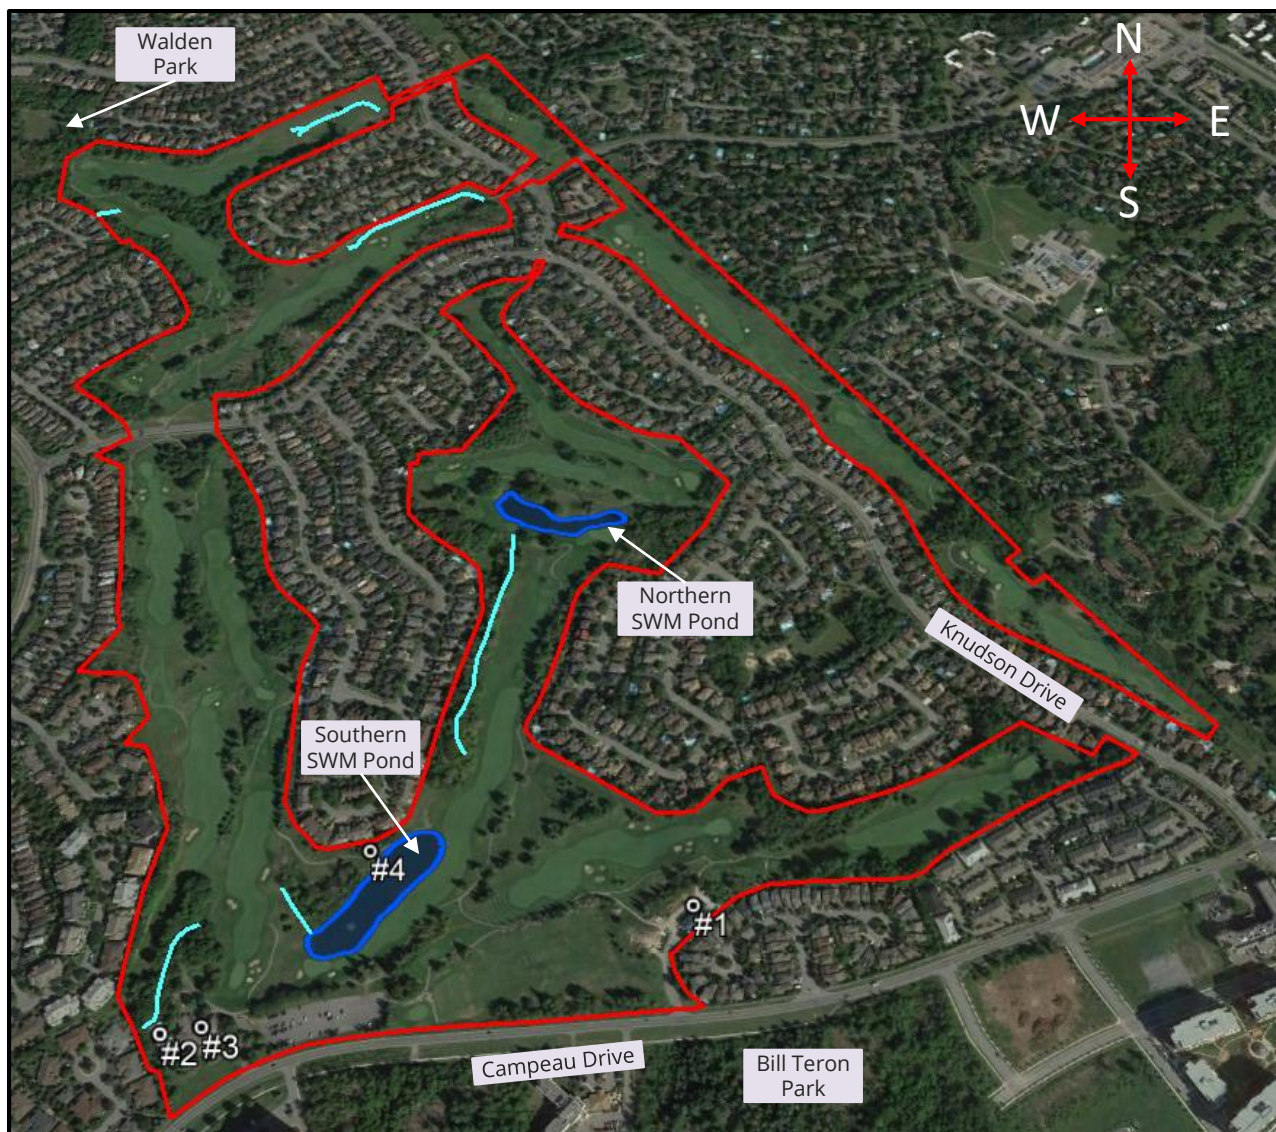 Walden
Park
N
W
E
S
Northern
SWM Pond
Knudson Drive
Southern
SWM Pond
#4
#1
#2
#3
Campeau Drive
Bill Teron
Park